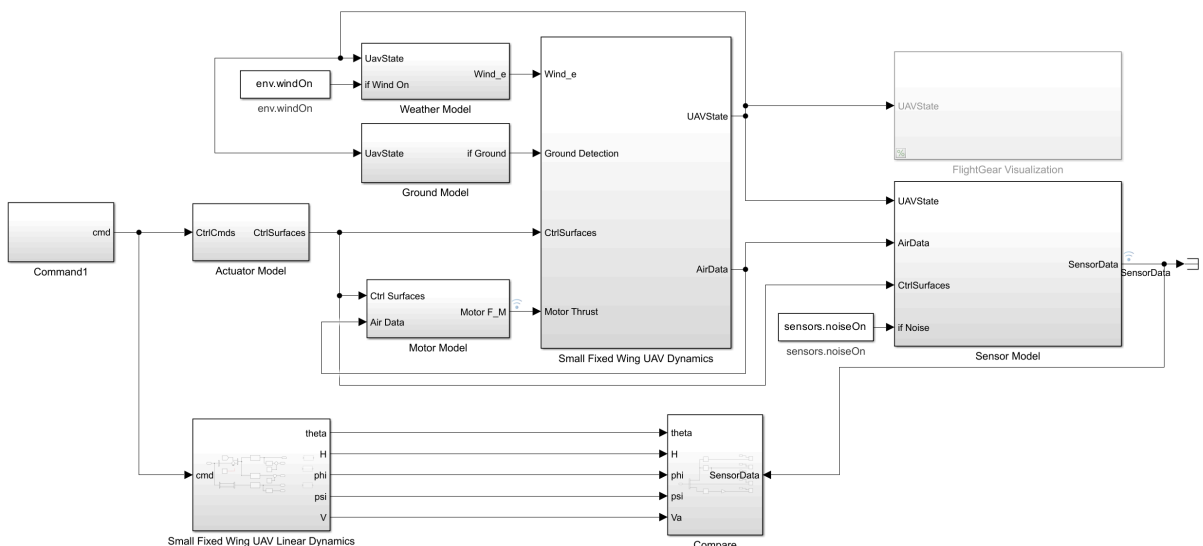 UavState
if Wind On
Wind_e
Weather Model
env.windOn
env.windOn
UavState
if Ground
Ground Model
cmd
Command1
CtrlCmds
CtrlSurfaces
Actuator Model
Ctrl Surfaces
Air Data
Motor F_M
Motor Model
Wind_e
Ground Detection
CtrlSurfaces
Motor Thrust
UAVState
AirData
Small Fixed Wing UAV Dynamics
UAVState
FlightGear Visualization
UAVState
AirData
CtrlSurfaces
if Noise
SensorData
Sensor Model
SensorData
sensors.noiseOn
sensors.noiseOn
cmd
theta
H
phi
psi
V
Small Fixed Wing UAV Linear Dynamics
theta
H
phi
psi
Va
SensorData
Compare